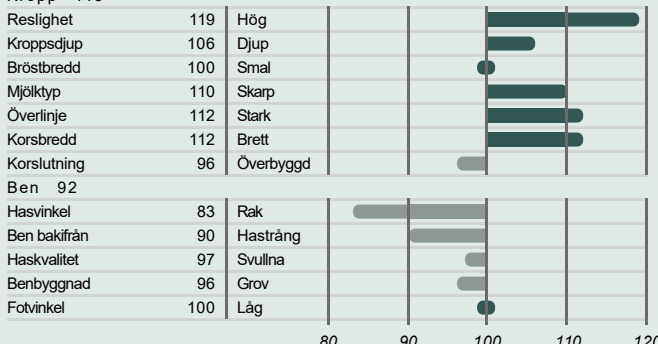 Reslighet 119 Hög
Kroppsdjup 106 Djup
Bröstbredd 100 Smal
Mjölktyp 110 Skarp
Överlinje 112 Stark
Korsbredd 112 Brett
Korslutning 96 Överbyggd
Ben 92
Hasvinkel 83 Rak
Ben bakifrån 90 Hastrång
Haskvalitet 97 Svullna
Benbyggnad 96 Grov
Fotvinkel 100 Låg
80 90 100 110 120